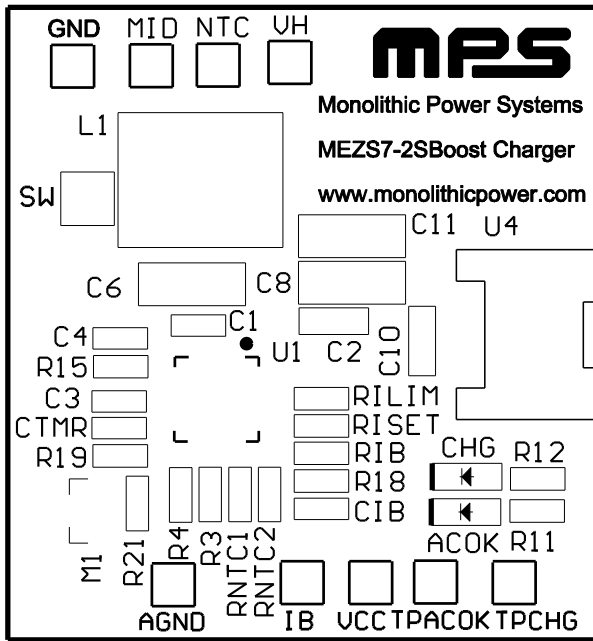 GND MID NTC VH
MPS
Monolithic Power Systems
L1
MEZS7-2SBoost Charger
SW
www.monolithicpower.com
C11 U4
C6 C8
C1
C4 U1 C2 C10
R15
C3 RILIM
CTMR RISET
R19 RIB CHG R12
R18
CIB
M1 R21 R4 R3 RNTC1 RNTC2 ACOK R11
AGND IB VCC TPACOK TPCHG